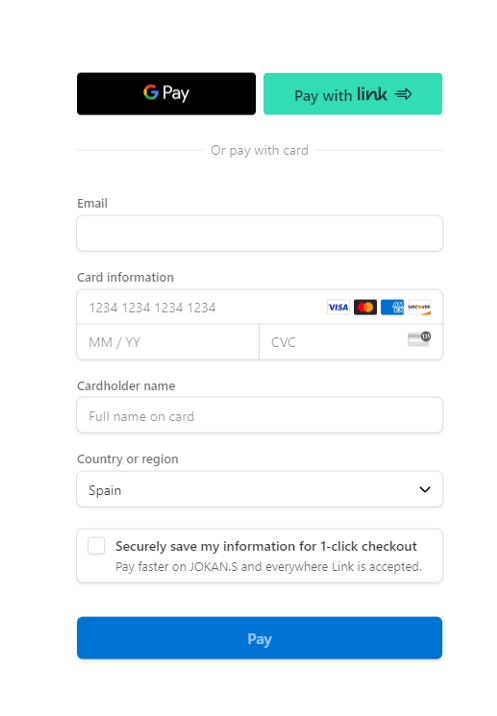 G Pay
Pay with link
Or pay with card
Email
Card information
1234 1234 1234 1234
VISA
AM EX
DISCOVER
MM / YY
CVC
Cardholder name
Full name on card
Country or region
Spain
Securely save my information for 1-click checkout
Pay faster on JOKAN.S and everywhere Link is accepted.
Pay